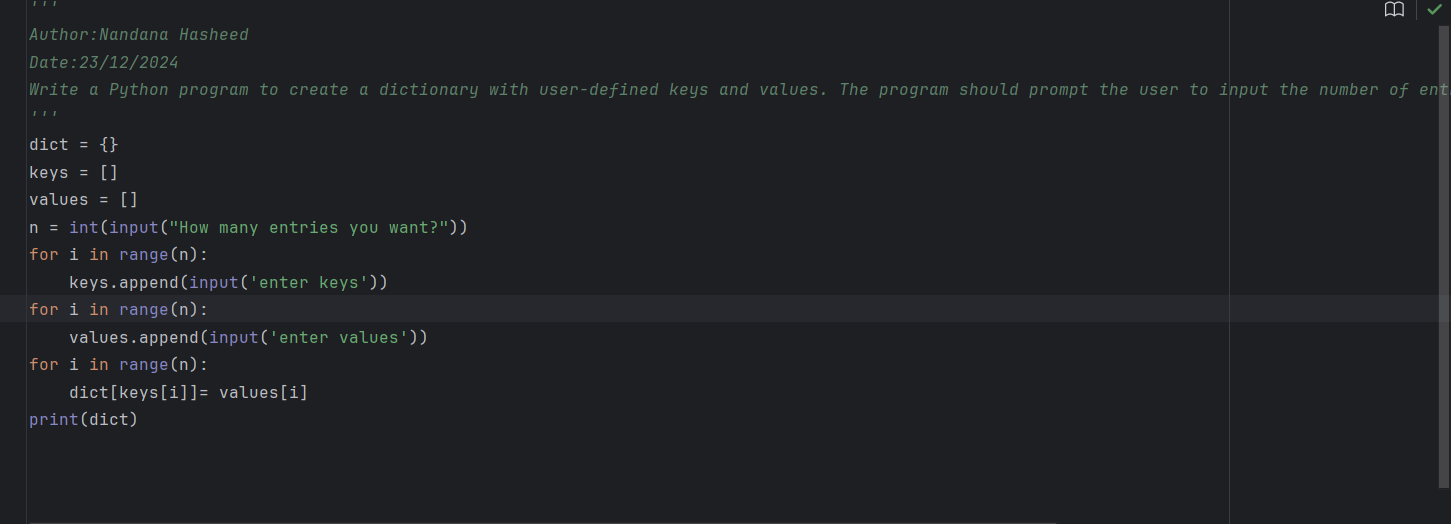 '''
Author:Nandana Hasheed
Date:23/12/2024
Write a Python program to create a dictionary with user-defined keys and values. The program should prompt the user to input the number of ent
'''
dict = {}
keys = []
values = []
n = int(input("How many entries you want?"))
for i in range(n):
    keys.append(input('enter keys'))
for i in range(n):
    values.append(input('enter values'))
for i in range(n):
    dict[keys[i]]= values[i]
print(dict)